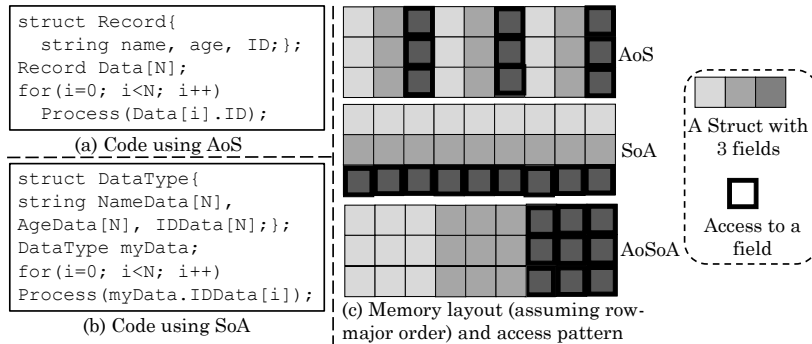 struct Record{
string name, age, ID;};
Record Data[N];
for(i=0; i<N; i++)
Process(Data[i].ID);
(a) Code using AoS
struct DataType{
string NameData[N],
AgeData[N], IDData[N];};
DataType myData;
for(i=0; i<N; i++)
Process(myData.IDData[i]);
(b) Code using SoA
AoS
SoA
AoSoA
(c) Memory layout (assuming row-
major order) and access pattern
A Struct with
3 fields
Access to a
field